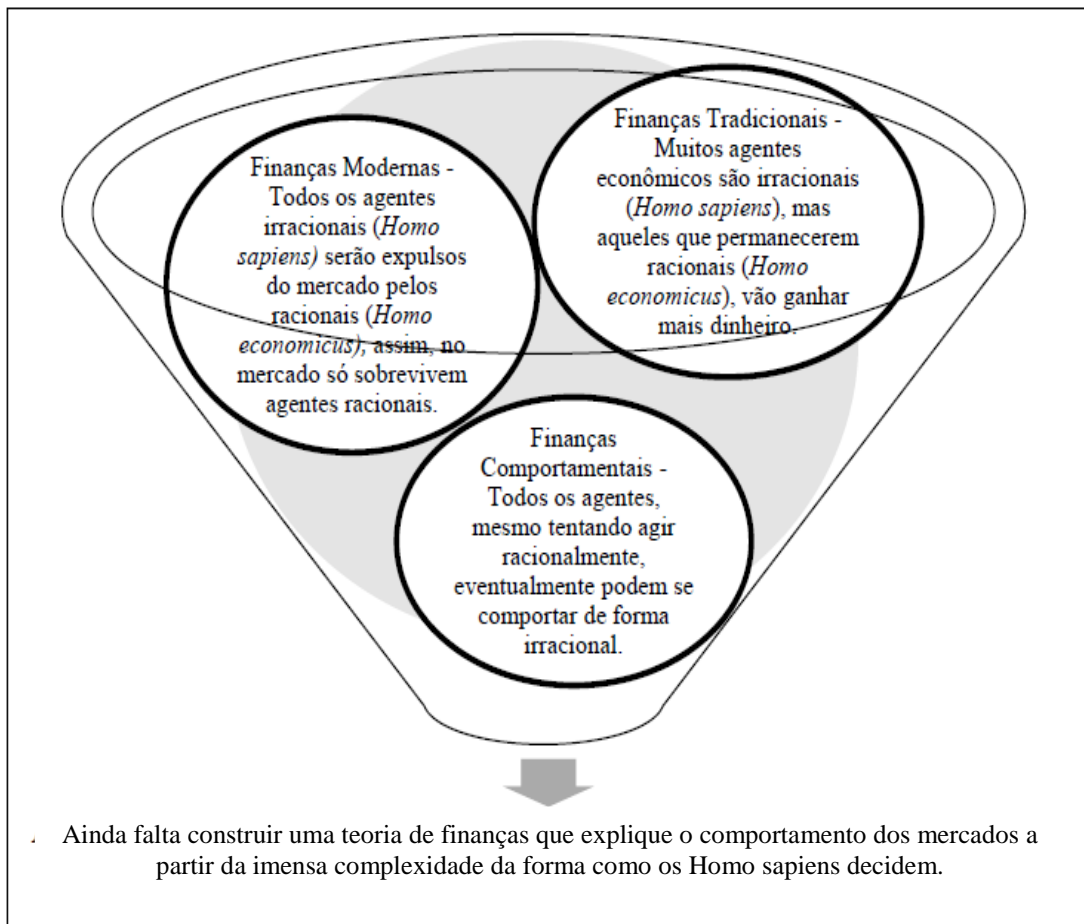 Finanças Modernas -
Todos os agentes
irracionais (Homo
sapiens) serão expulsos
do mercado pelos
racionais (Homo
economicus), assim, no
mercado só sobrevivem
agentes racionais.
Finanças Tradicionais -
Muitos agentes
econômicos são irracionais
(Homo sapiens), mas
aqueles que permanecerem
racionais (Homo
economicus), vão ganhar
mais dinheiro.
Finanças
Comportamentais -
Todos os agentes,
mesmo tentando agir
racionalmente,
eventualmente podem se
comportar de forma
irracional.
Ainda falta construir uma teoria de finanças que explique o comportamento dos mercados a
partir da imensa complexidade da forma como os Homo sapiens decidem.